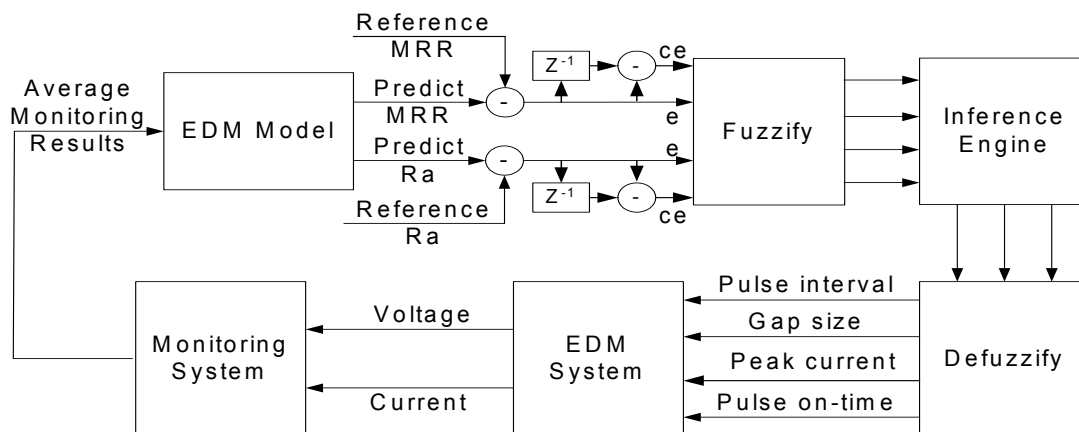 Reference
MRR
Average
Monitoring
Results
EDM Model
Predict
MRR
-
Z-1
-
ce
e
Predict
Ra
-
e
Z-1
-
ce
Reference
Ra
Fuzzify
Inference
Engine
Pulse interval
Gap size
Peak current
Pulse on-time
Defuzzify
EDM
System
Voltage
Current
Monitoring
System